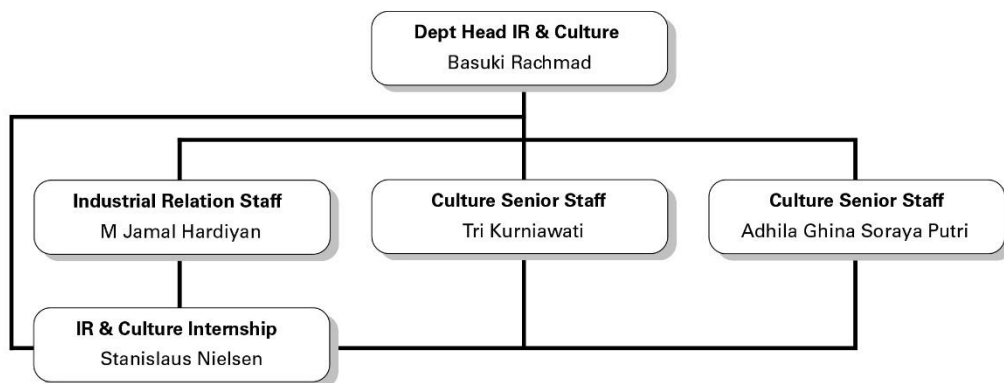 Dept Head IR & Culture
Basuki Rachmad
Industrial Relation Staff
M Jamal Hardiyan
Culture Senior Staff
Tri Kurniawati
Culture Senior Staff
Adhila Ghina Soraya Putri
IR & Culture Internship
Stanislaus Nielsen